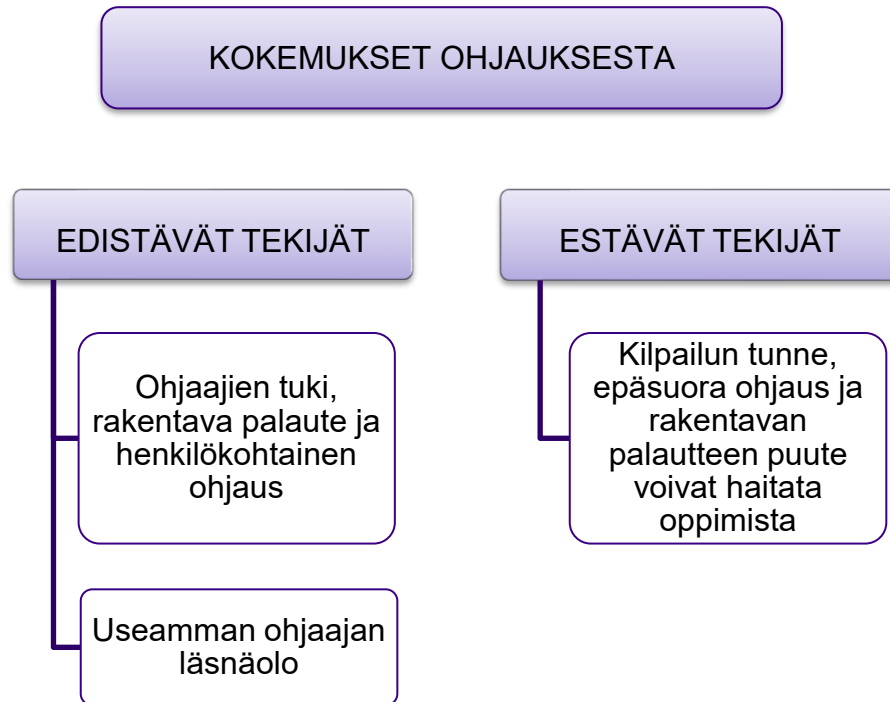 KOKEMUKSET OHJAUKSESTA
EDISTÄVÄT TEKIJÄT
Ohjaajien tuki,
rakentava palaute ja
henkilökohtainen
ohjaus
Useamman ohjaajan
läsnäolo
ESTÄVÄT TEKIJÄT
Kilpailun tunne,
epäsuora ohjaus ja
rakentavan
palautteen puute
voivat haitata
oppimista